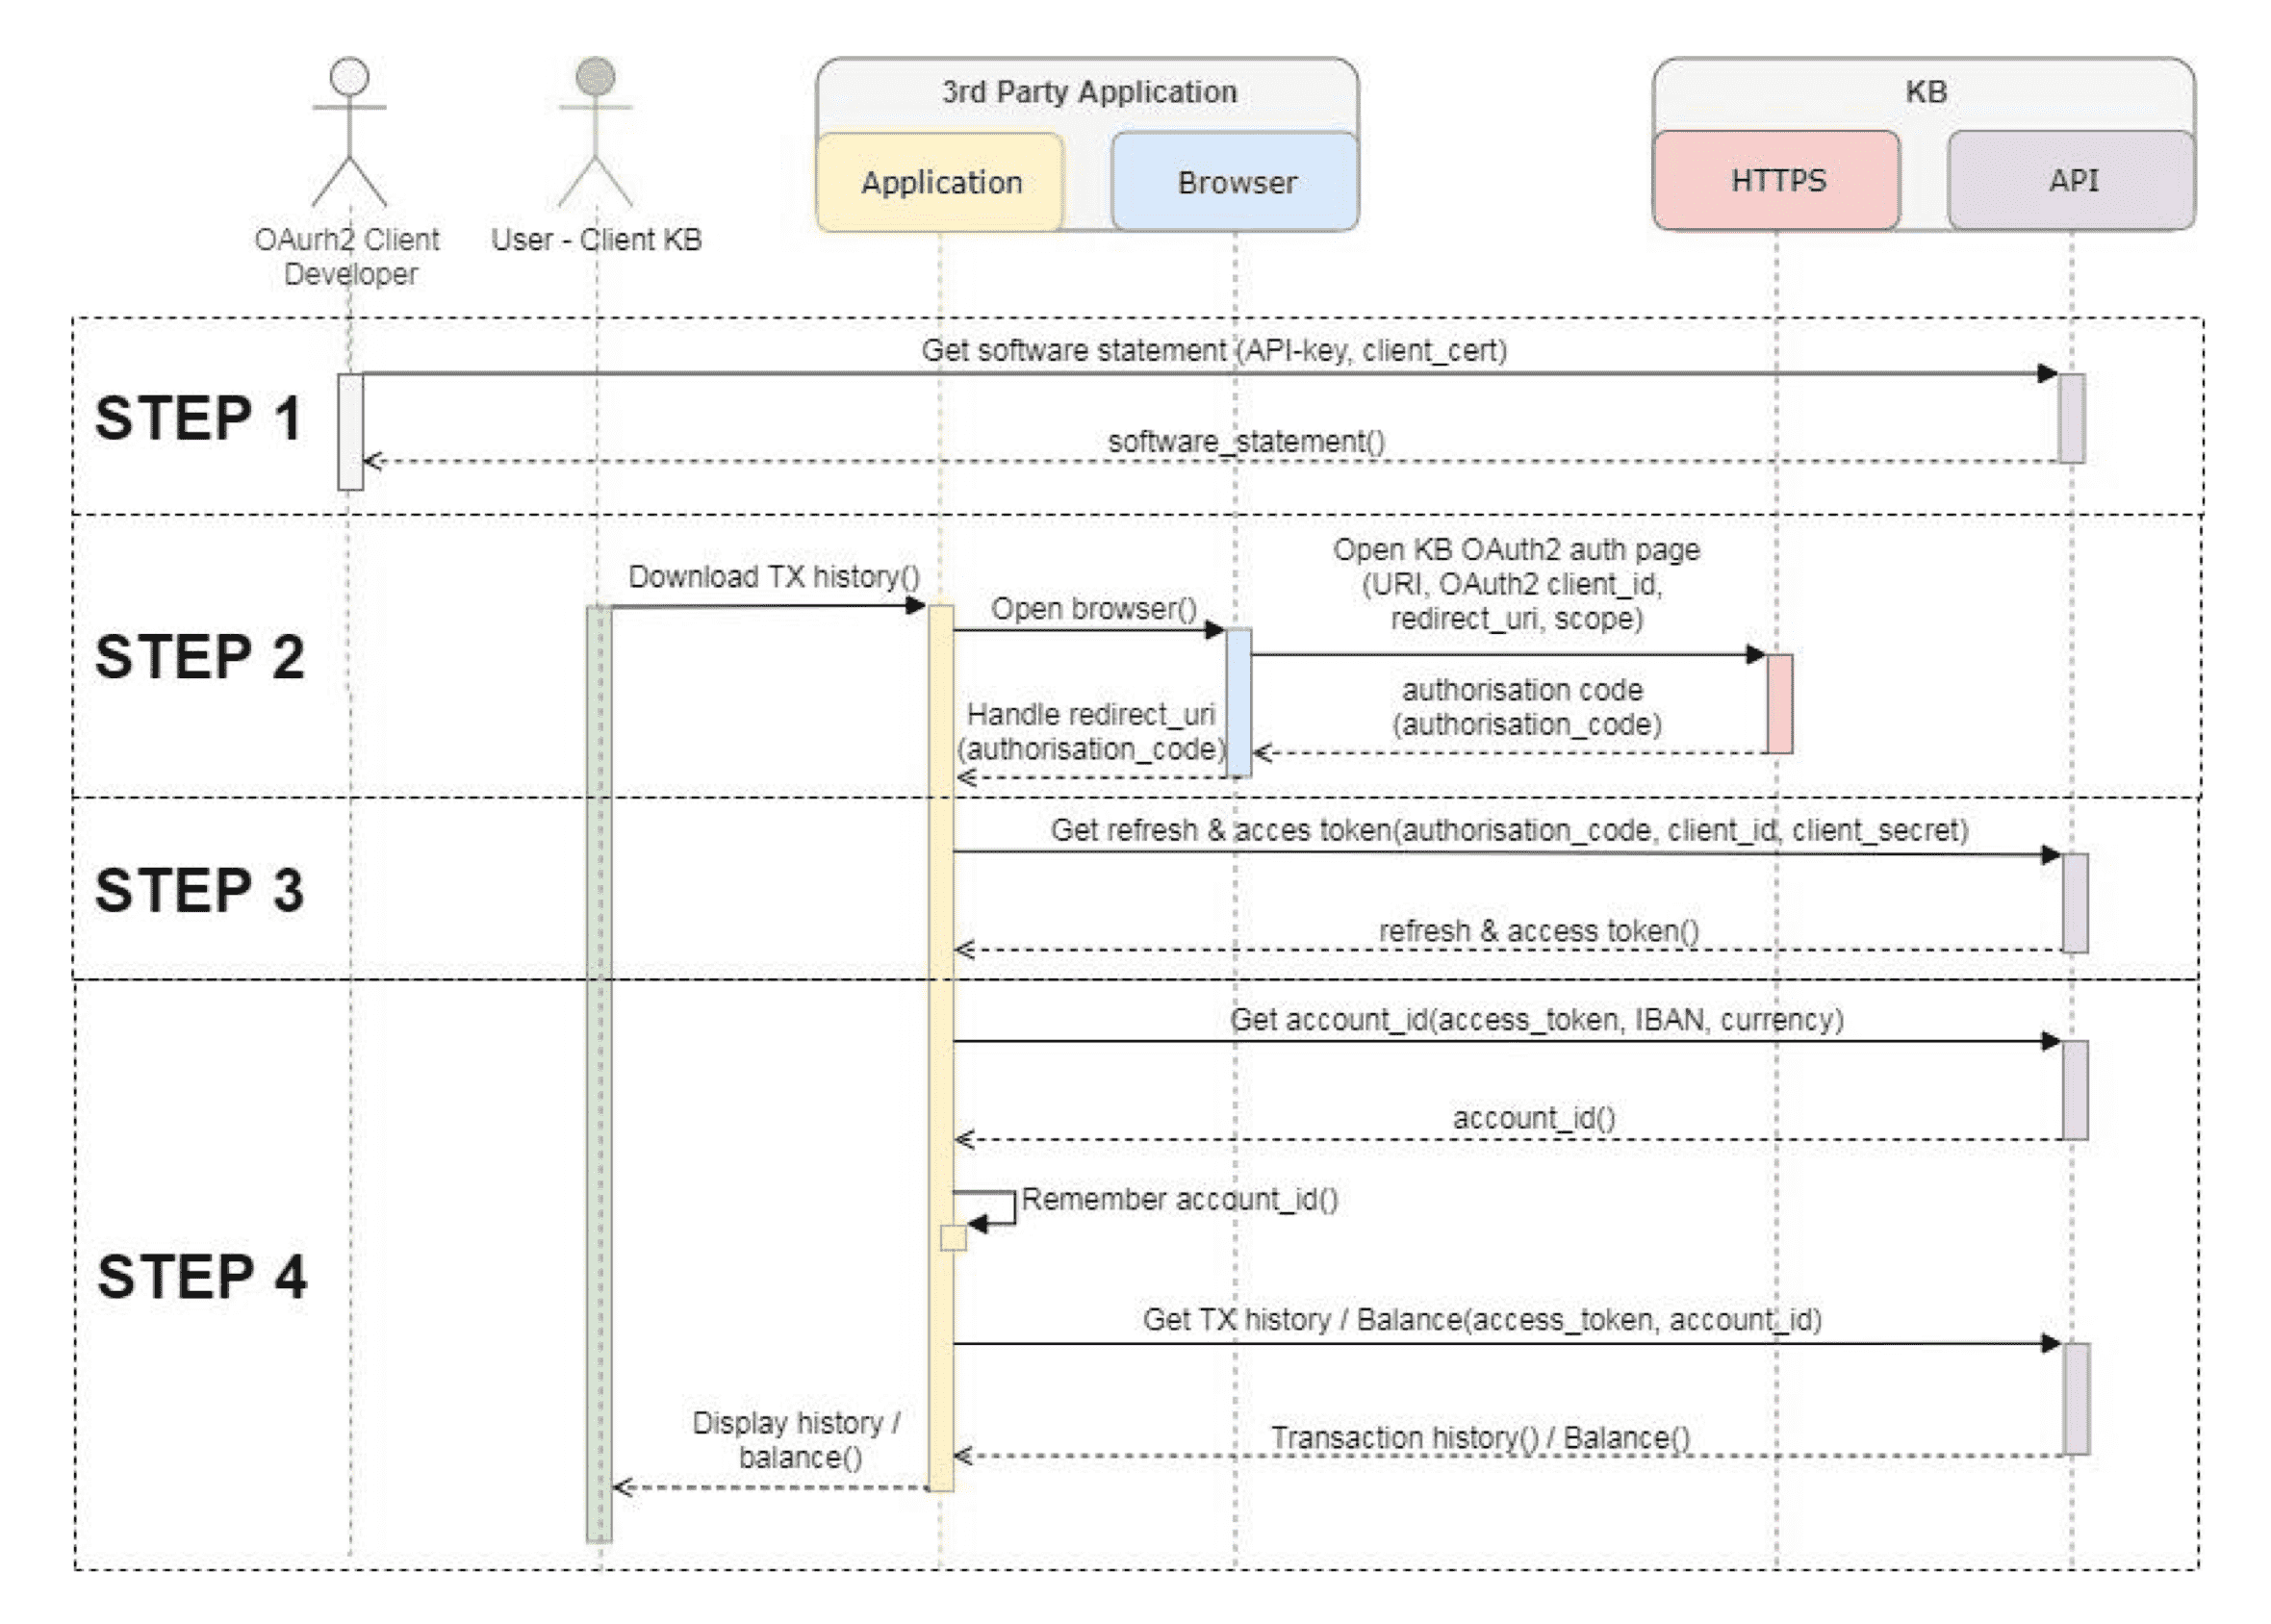 3rd Party Application
KB
Application
Browser
HTTPS
API
OAurh2 Client
Developer
User - Client KB
Get software statement (API-key, client_cert)
STEP 1
software_statement()
Open KB OAuth2 auth page
(URI, OAuth2 client_id,
redirect_uri, scope)
Download TX history()
Open browser()
STEP 2
authorisation code
(authorisation_code)
Handle redirect_uri
(authorisation_code)
Get refresh & acces token(authorisation_code, client_id, client_secret)
STEP 3
refresh & access token()
Get account_id(access_token, IBAN, currency)
account_id()
Remember account_id()
STEP 4
Get TX history / Balance(access_token, account_id)
Display history /
balance()
Transaction history() / Balance()